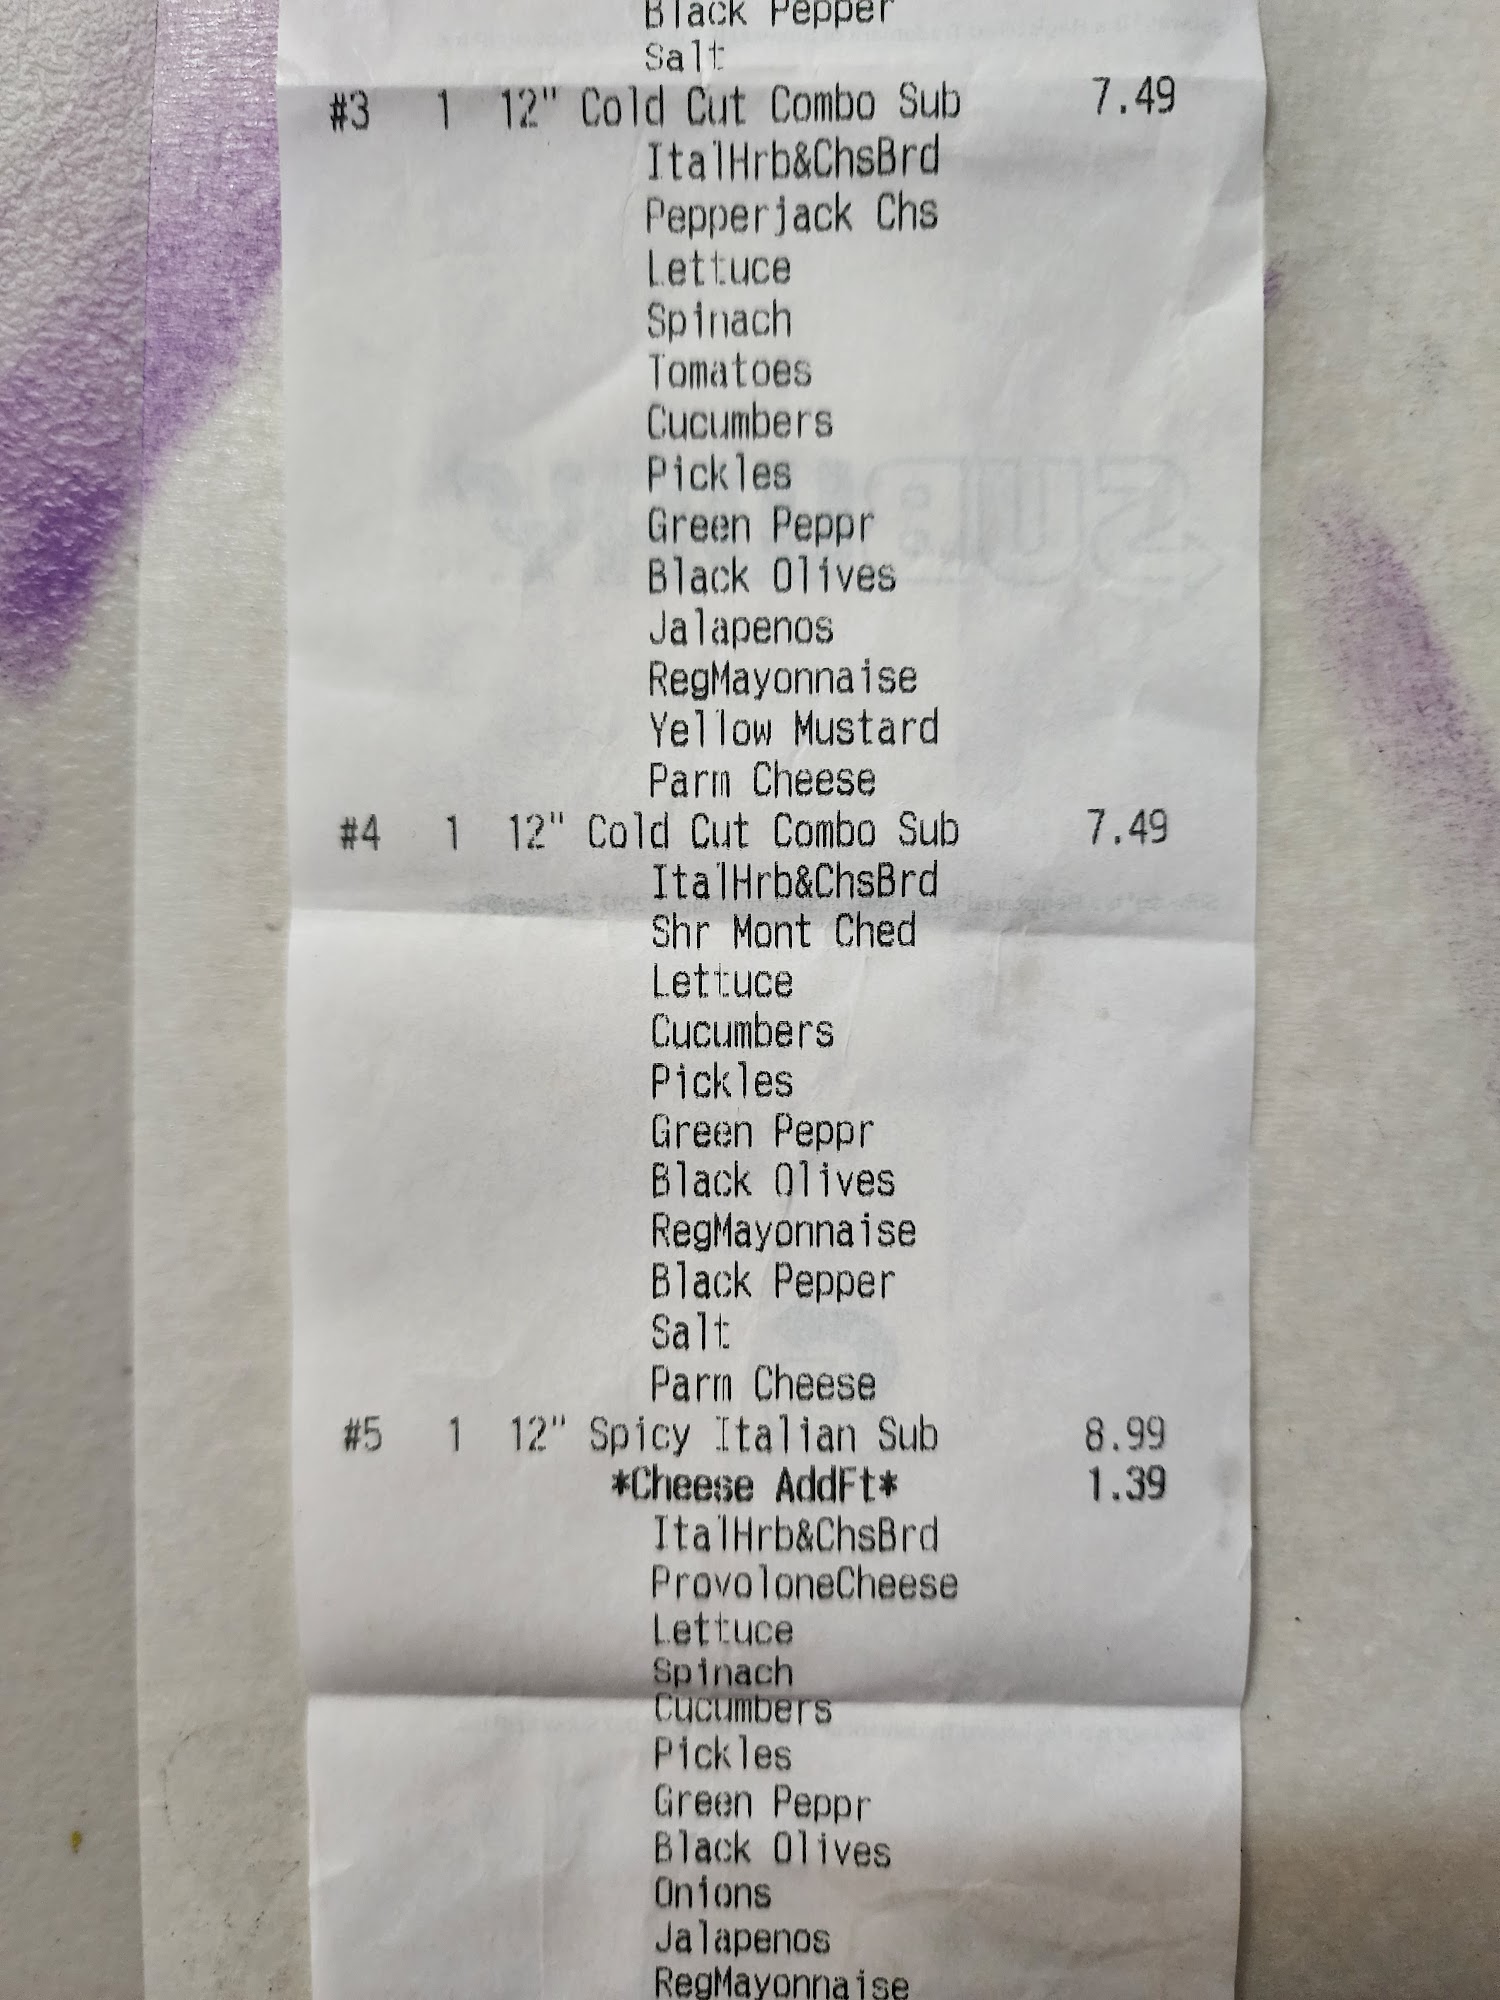 Black Pepper
Salt
#3 1 12" Cold Cut Combo Sub 7.49
ItalHrb&ChsBrd
Pepperjack Chs
Lettuce
Spinach
Tomatoes
Cucumbers
Pickles
Green Peppr
Black Olives
Jalapenos
RegMayonnaise
Yellow Mustard
Parm Cheese
#4 1 12" Cold Cut Combo Sub 7.49
ItalHrb&ChsBrd
Shr Mont Ched
Lettuce
Cucumbers
Pickles
Green Peppr
Black Olives
RegMayonnaise
Black Pepper
Salt
Parm Cheese
#5 1 12" Spicy Italian Sub 8.99
*Cheese AddFt* 1.39
ItalHrb&ChsBrd
ProvoloneCheese
Lettuce
Spinach
Cucumbers
Pickles
Green Peppr
Black Olives
Onions
Jalapenos
RegMayonnaise